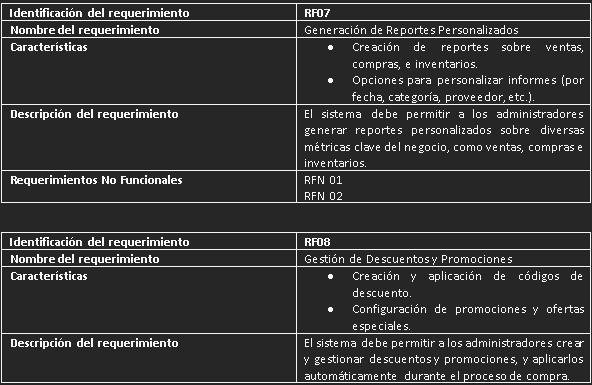 Identificación del requerimiento RF07
Nombre del requerimiento Generación de Reportes Personalizados
Características ● Creación de reportes sobre ventas,
compras, e inventarios.
● Opciones para personalizar informes (por
fecha, categoría, proveedor, etc.).
Descripción del requerimiento El sistema debe permitir a los administradores
generar reportes personalizados sobre diversas
métricas clave del negocio, como ventas, compras e
inventarios.
Requerimientos No Funcionales RFN 01
RFN 02
Identificación del requerimiento RF08
Nombre del requerimiento Gestión de Descuentos y Promociones
Características ● Creación y aplicación de códigos de
descuento.
● Configuración de promociones y ofertas
especiales.
Descripción del requerimiento El sistema debe permitir a los administradores crear
y gestionar descuentos y promociones, y aplicarlos
automáticamente durante el proceso de compra.